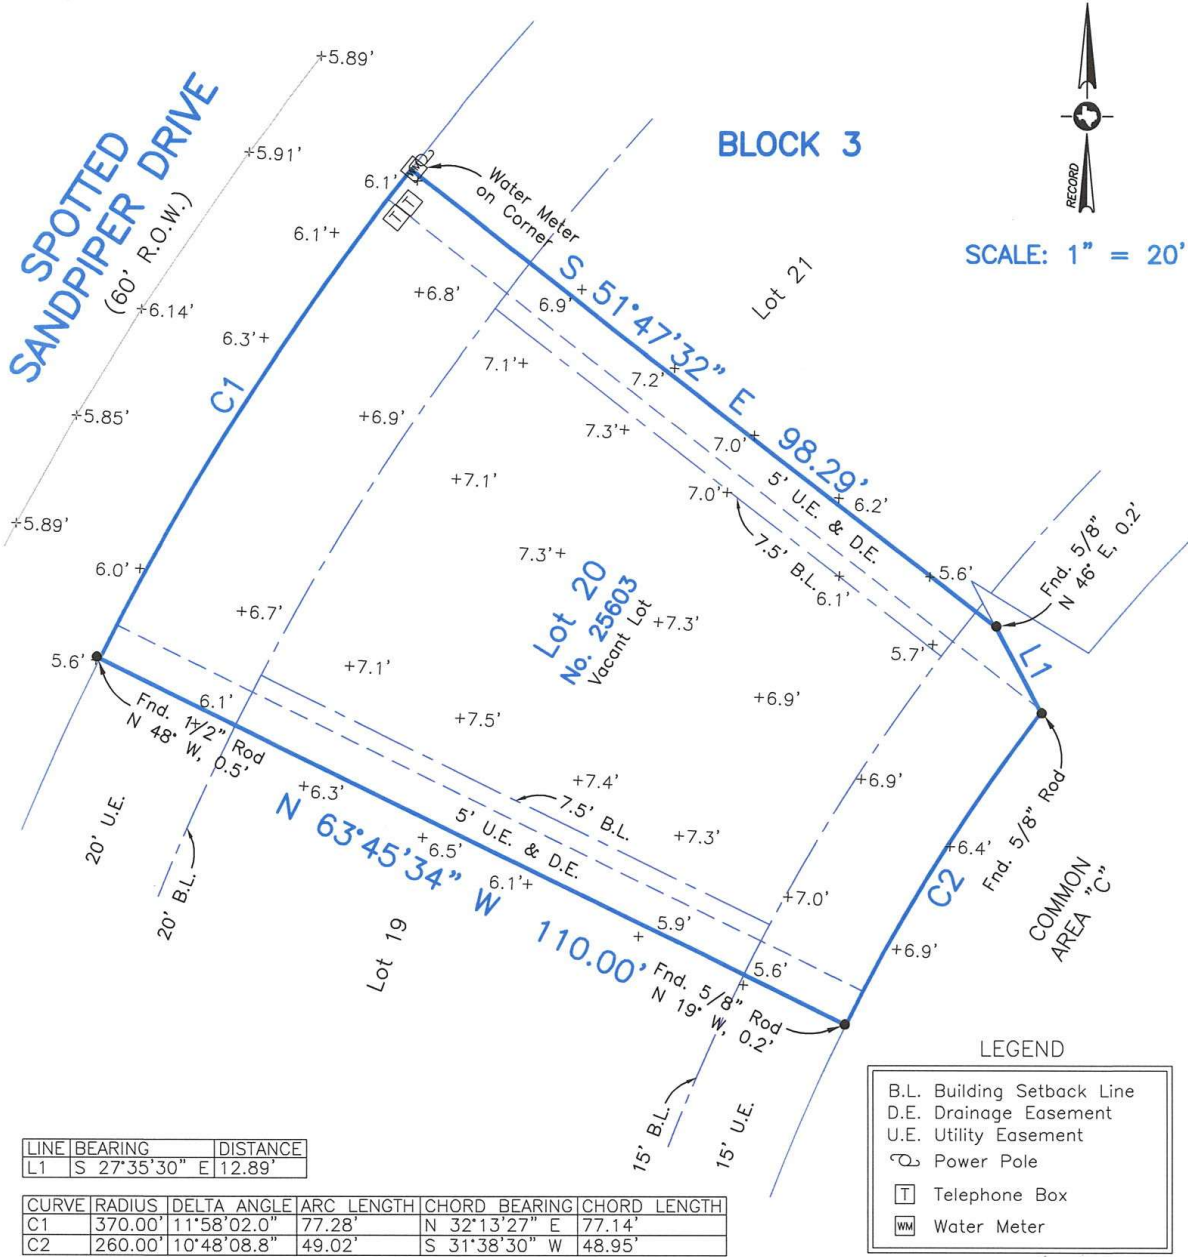 +5.89'
+5.91'
SPOTTED
SANDPIPER DRIVE
(60' R.O.W.)
+6.14'
+5.85'
+5.89'
BLOCK 3
RECORD
SCALE: 1" = 20'
6.1'
WM
T
T
Water Meter
on Corner
6.1'+
6.3'+
C1
6.0'+
+6.8'
S 51°47'32" E 98.29'
6.9'
Lot 21
7.1'+
7.2'
7.0'
+6.9'
7.3'+
+7.1'
7.0'+
6.2'
5' U.E. & D.E.
7.5' B.L.
5.6'
6.1'
5.7'
Fnd. 5/8"
N 46° E, 0.2'
L1
7.3'+
Lot 20
No. 25603
Vacant Lot
+7.3'
+6.7'
+7.1'
5.6'
6.1'
Fnd. 1/2" Rod
N 48° W, 0.5'
+7.5'
+6.9'
+7.4'
7.5' B.L.
+7.3'
+6.9'
+6.3'
5' U.E. & D.E.
+6.5'
6.1'+
N 63°45'34" W 110.00'
20' U.E.
20' B.L.
Lot 19
+7.0'
5.9'
5.6'
Fnd. 5/8" Rod
N 19° W, 0.2'
+6.4'
C2
+6.9'
Fnd. 5/8" Rod
COMMON
AREA "C"
15' B.L.
15' U.E.
LEGEND
B.L. Building Setback Line
D.E. Drainage Easement
U.E. Utility Easement
Power Pole
T Telephone Box
WM Water Meter
LINE BEARING DISTANCE
L1 S 27°35'30" E 12.89'
CURVE RADIUS DELTA ANGLE ARC LENGTH CHORD BEARING CHORD LENGTH
C1 370.00' 11°58'02.0" 77.28' N 32°13'27" E 77.14'
C2 260.00' 10°48'08.8" 49.02' S 31°38'30" W 48.95'